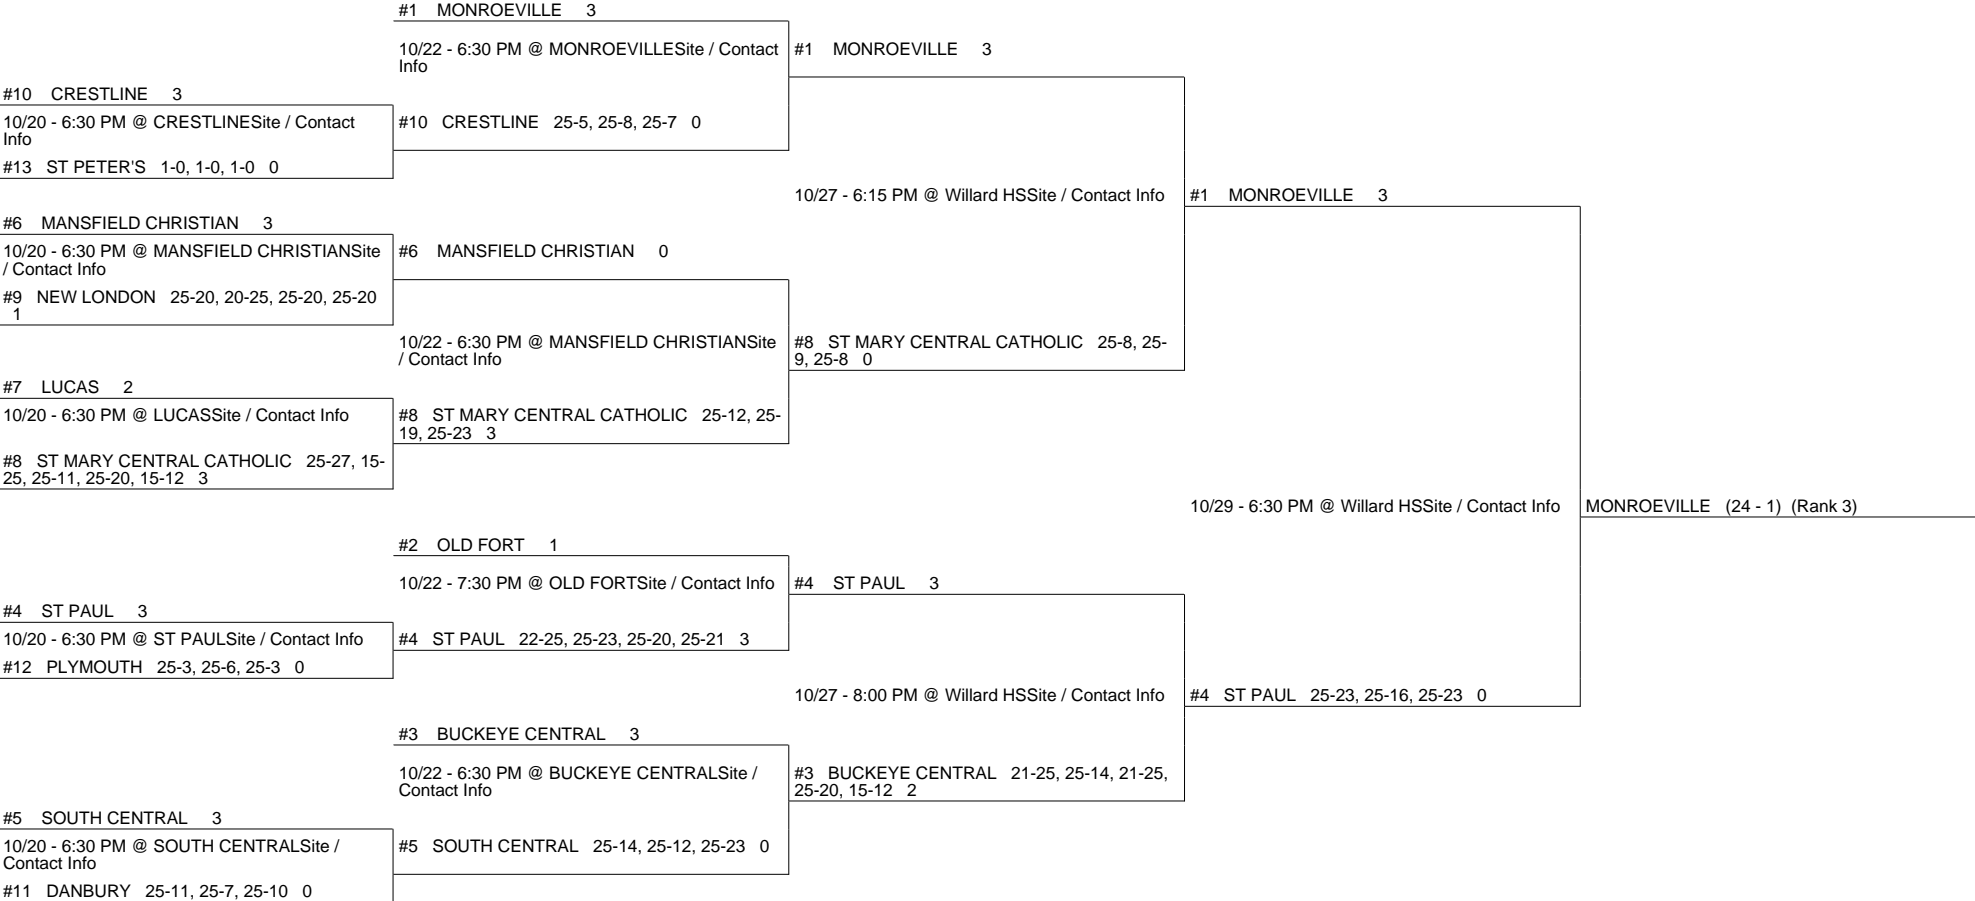 #1 MONROEVILLE 3
10/22 - 6:30 PM @ MONROEVILLESite / Contact
Info
#1 MONROEVILLE 3
#10 CRESTLINE 3
10/20 - 6:30 PM @ CRESTLINESite / Contact
Info
#10 CRESTLINE 25-5, 25-8, 25-7 0
#13 ST PETER'S 1-0, 1-0, 1-0 0
10/27 - 6:15 PM @ Willard HSSite / Contact Info
#1 MONROEVILLE 3
#6 MANSFIELD CHRISTIAN 3
10/20 - 6:30 PM @ MANSFIELD CHRISTIANSite
/ Contact Info
#6 MANSFIELD CHRISTIAN 0
#9 NEW LONDON 25-20, 20-25, 25-20, 25-20
1
10/22 - 6:30 PM @ MANSFIELD CHRISTIANSite
/ Contact Info
#8 ST MARY CENTRAL CATHOLIC 25-8, 25-
9, 25-8 0
#7 LUCAS 2
10/20 - 6:30 PM @ LUCASSite / Contact Info
#8 ST MARY CENTRAL CATHOLIC 25-12, 25-
19, 25-23 3
#8 ST MARY CENTRAL CATHOLIC 25-27, 15-
25, 25-11, 25-20, 15-12 3
10/29 - 6:30 PM @ Willard HSSite / Contact Info
MONROEVILLE (24 - 1) (Rank 3)
#2 OLD FORT 1
10/22 - 7:30 PM @ OLD FORTSite / Contact Info
#4 ST PAUL 3
#4 ST PAUL 3
10/20 - 6:30 PM @ ST PAULSite / Contact Info
#4 ST PAUL 22-25, 25-23, 25-20, 25-21 3
#12 PLYMOUTH 25-3, 25-6, 25-3 0
10/27 - 8:00 PM @ Willard HSSite / Contact Info
#4 ST PAUL 25-23, 25-16, 25-23 0
#3 BUCKEYE CENTRAL 3
10/22 - 6:30 PM @ BUCKEYE CENTRALSite /
Contact Info
#3 BUCKEYE CENTRAL 21-25, 25-14, 21-25,
25-20, 15-12 2
#5 SOUTH CENTRAL 3
10/20 - 6:30 PM @ SOUTH CENTRALSite /
Contact Info
#5 SOUTH CENTRAL 25-14, 25-12, 25-23 0
#11 DANBURY 25-11, 25-7, 25-10 0